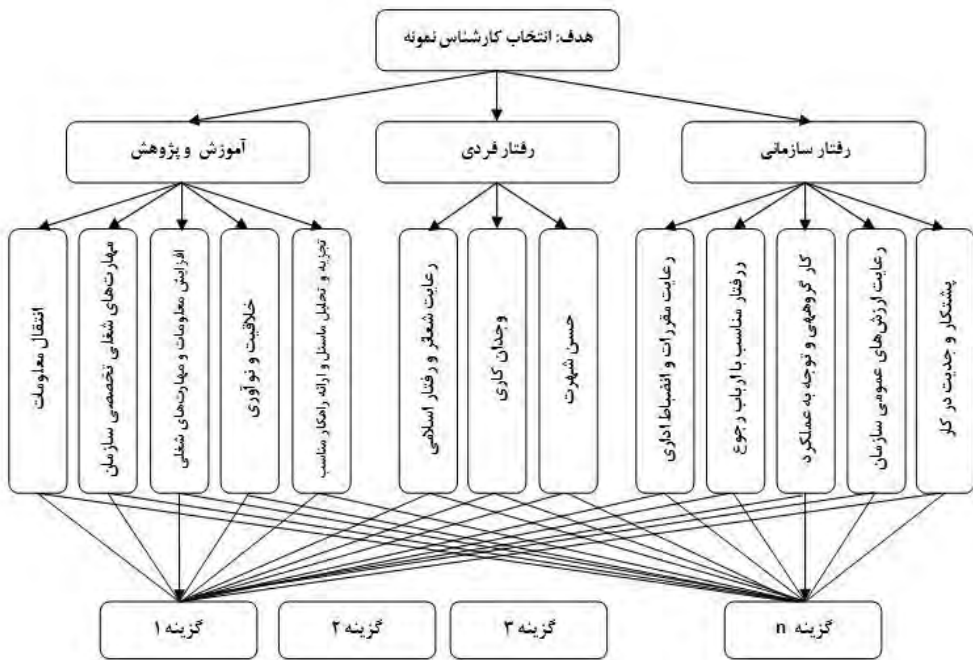 هدف: انتخاب کارشناس نمونه
رفتار سازمانی
رفتار فردی
آموزش و پژوهش
پشتکار و جدیت در کار
رعایت ارزش‌های عمومی سازمان
کار گروههی و توجه به عملکرد
ررفتار مناسب با ارباب رجوع
رعایت مقررات و انضباط اداری
حسن شهرت
وجدان کاری
رعایت شعائر و رفتار اسلامی
تجزیه و تحلیل ماسئل و ارائه راهکار مناسب
خلاقیت و نوآوری
افزایش معلومات و مهارت‌های شغلی
مهارت‌های شغلی تخصصی سازمان
انتقال معلومات
گزینه n
گزینه ۳
گزینه ۲
گزینه ۱